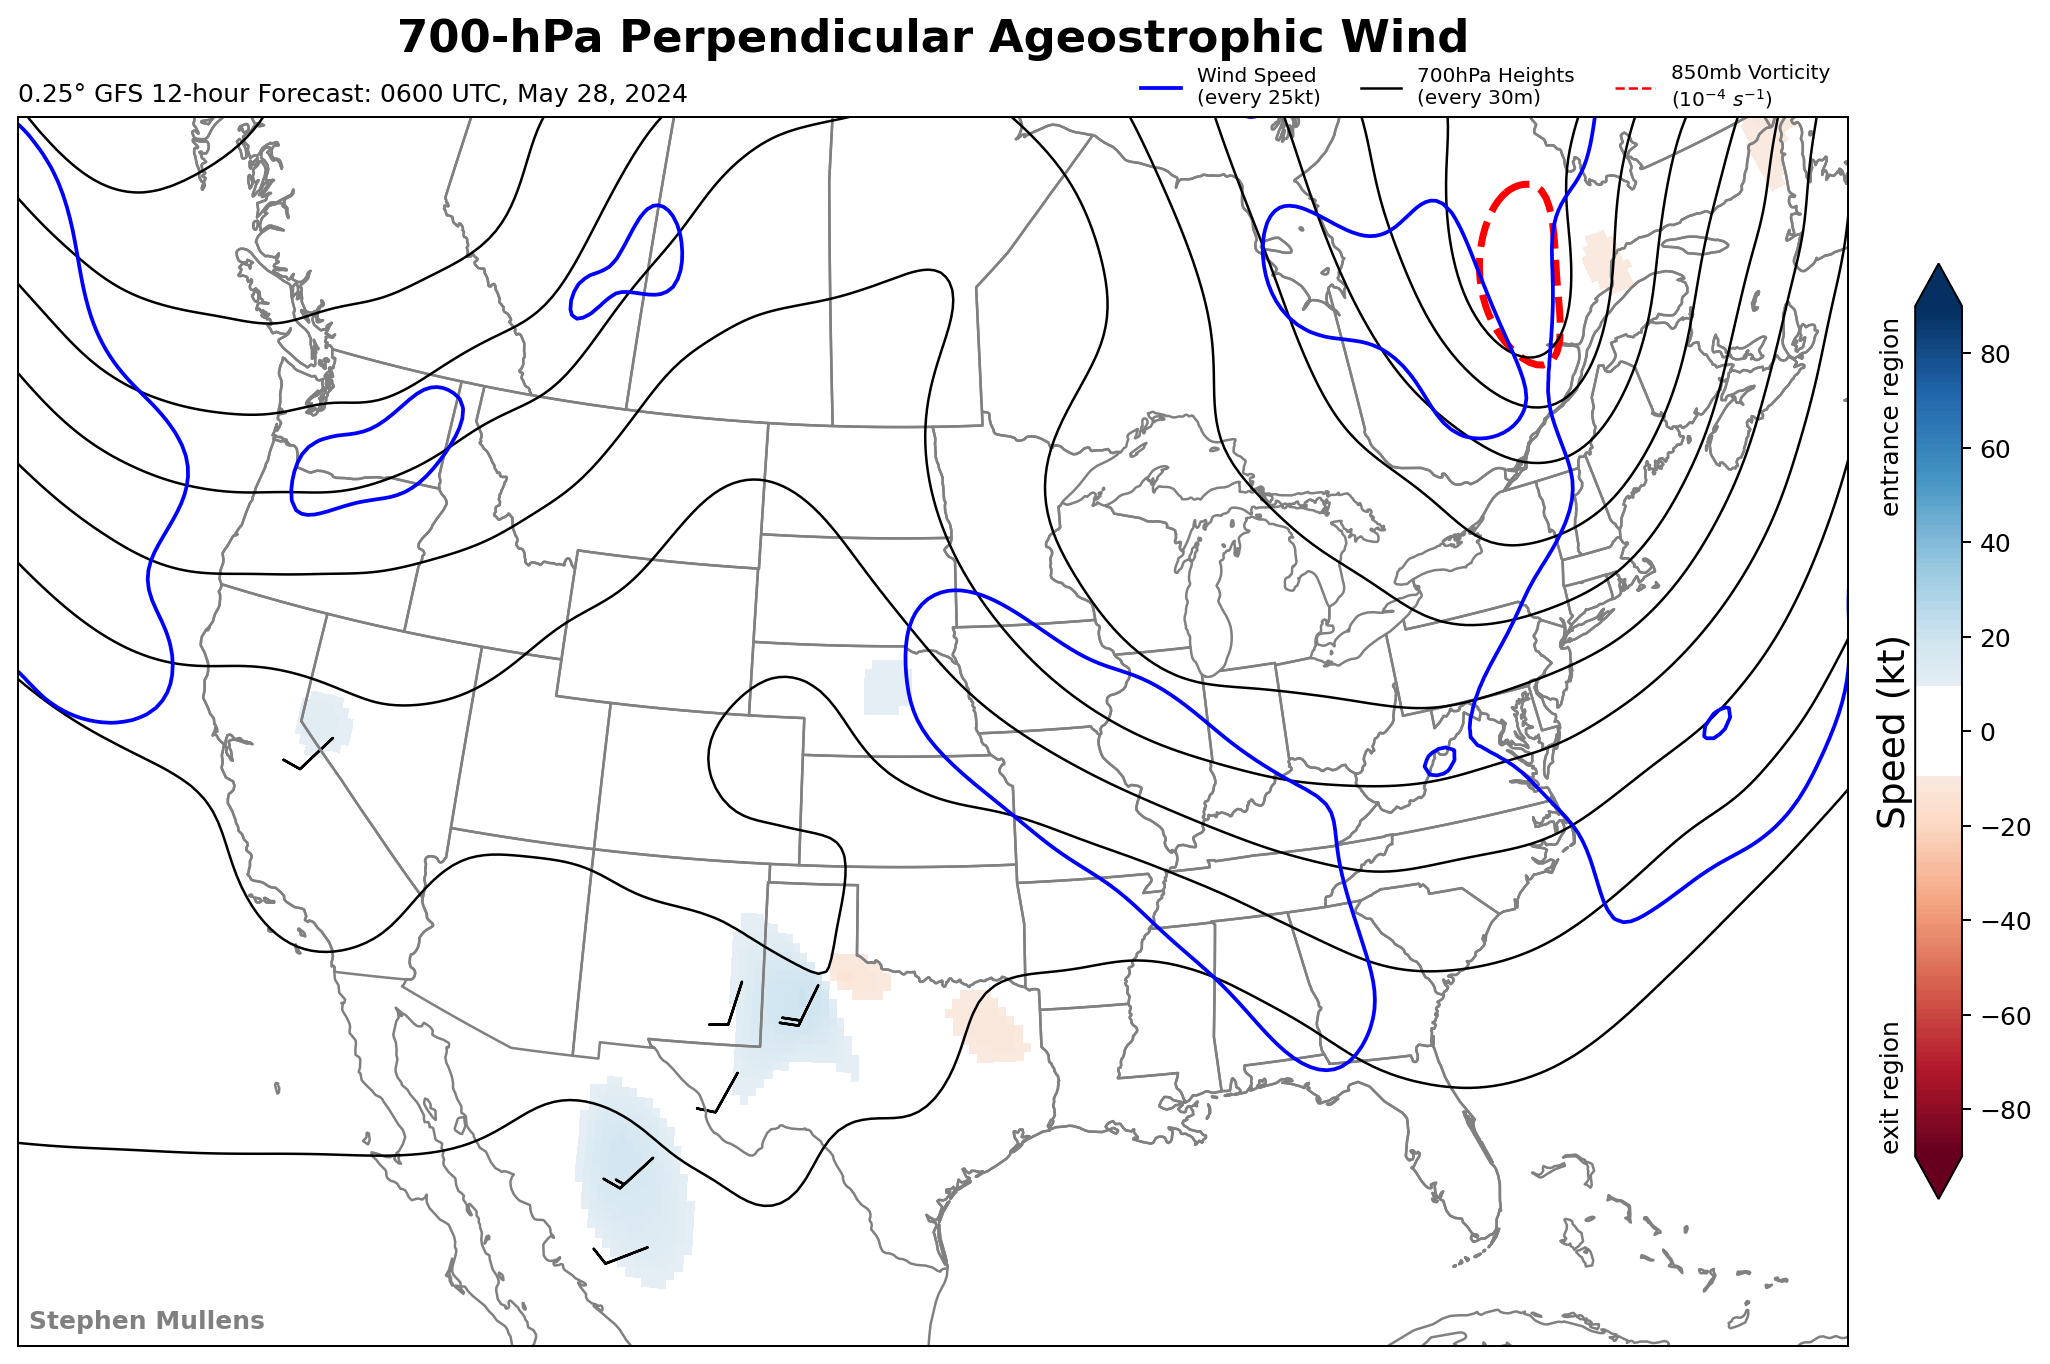 700-hPa Perpendicular Ageostrophic Wind
0.25° GFS 12-hour Forecast: 0600 UTC, May 28, 2024
Wind Speed
(every 25kt)
700hPa Heights
(every 30m)
850mb Vorticity
(10⁻⁴ s⁻¹)
entrance region
Speed (kt)
exit region
80
60
40
20
0
−20
−40
−60
−80
Stephen Mullens